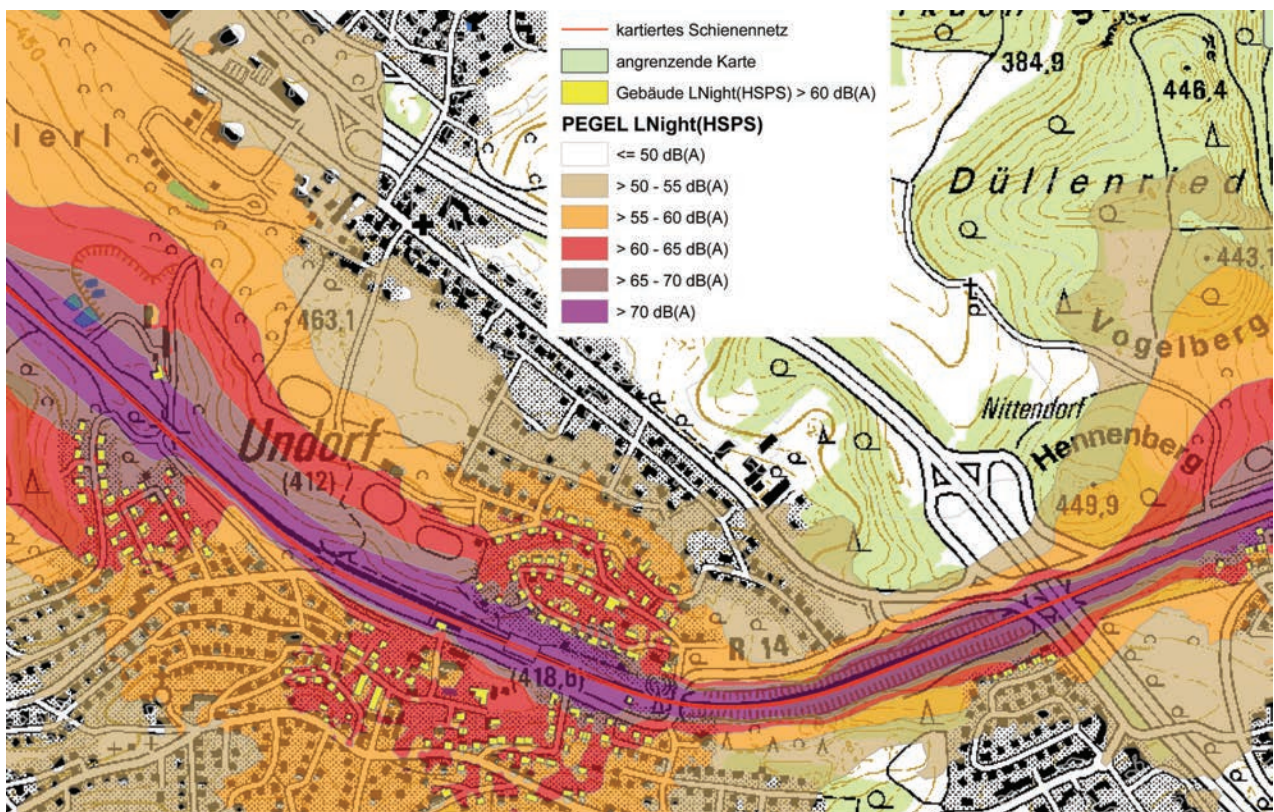 450
lerl
463,1
Undorf
(412)
(418,6)
R 14
kartiertes Schienennetz
angrenzende Karte
Gebäude LNight(HSPS) > 60 dB(A)
PEGEL LNight(HSPS)
<= 50 dB(A)
> 50 - 55 dB(A)
> 55 - 60 dB(A)
> 60 - 65 dB(A)
> 65 - 70 dB(A)
> 70 dB(A)
384,9
446,4
Düllenried
443,1
Vogelberg
Nittendorf
Hennenberg
449,9